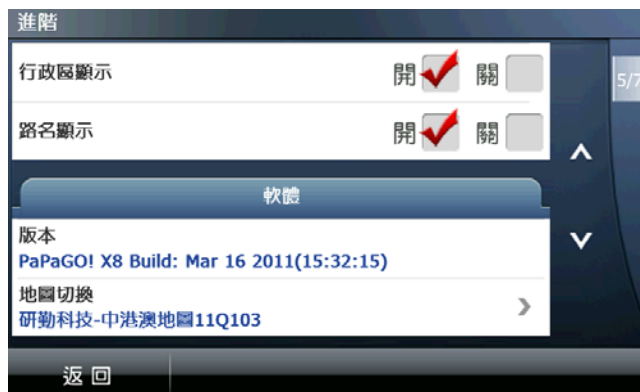 進階
行政區顯示 開 關
5/7
路名顯示 開 關
軟體
版本
PaPaGO! X8 Build: Mar 16 2011(15:32:15)
地圖切換
研勤科技-中港澳地圖11Q103
返回